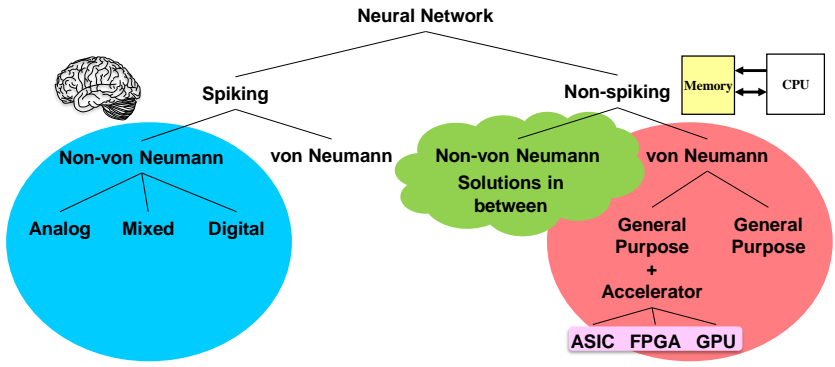 Neural Network
Spiking
Non-spiking
Memory
CPU
Non-von Neumann
von Neumann
Non-von Neumann
von Neumann
Solutions in
between
Analog
Mixed
Digital
General
Purpose
+
Accelerator
General
Purpose
ASIC FPGA GPU